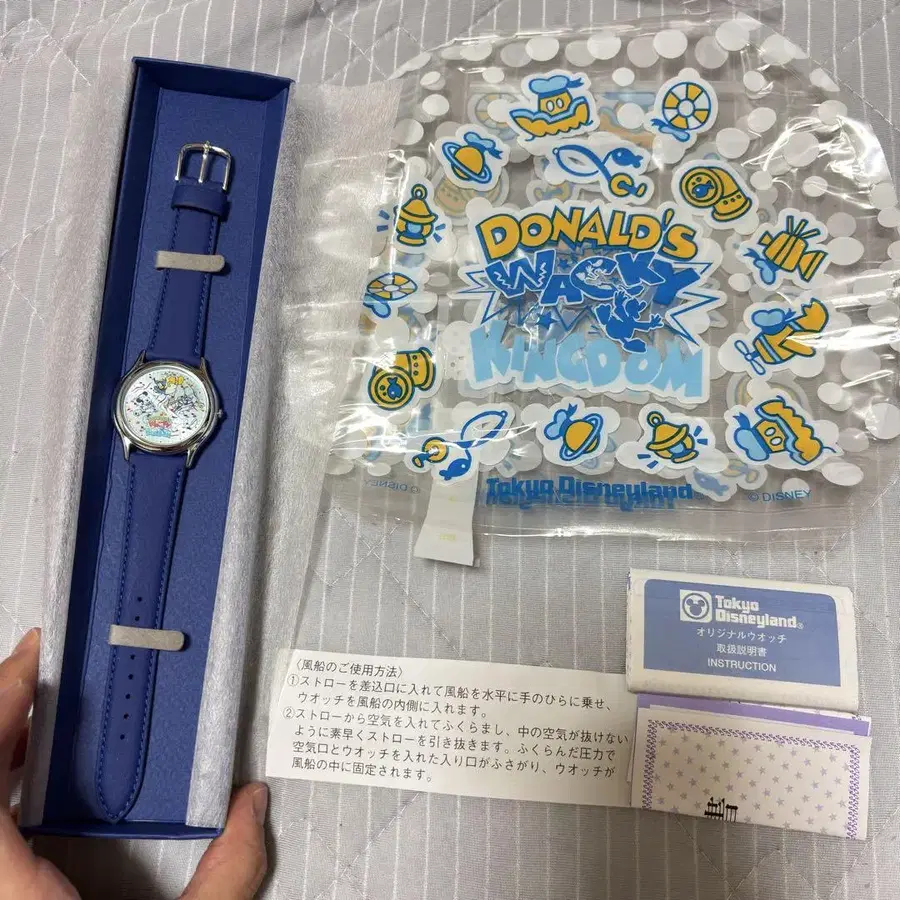 DONALD'S
WACKY
KINGDOM
Tokyo Disneyland
© DISNEY
© DISNEY
Tokyo
Disneyland®
オリジナルウオッチ
取扱説明書
INSTRUCTION
〈風船のご使用方法〉
①ストローを差込口に入れて風船を水平に手のひらに乗せ、
ウオッチを風船の内側に入れます。
②ストローから空気を入れてふくらまし、中の空気が抜けない
ように素早くストローを引き抜きます。ふくらんだ圧力で
空気口とウオッチを入れた入り口がふさがり、ウオッチが
風船の中に固定されます。